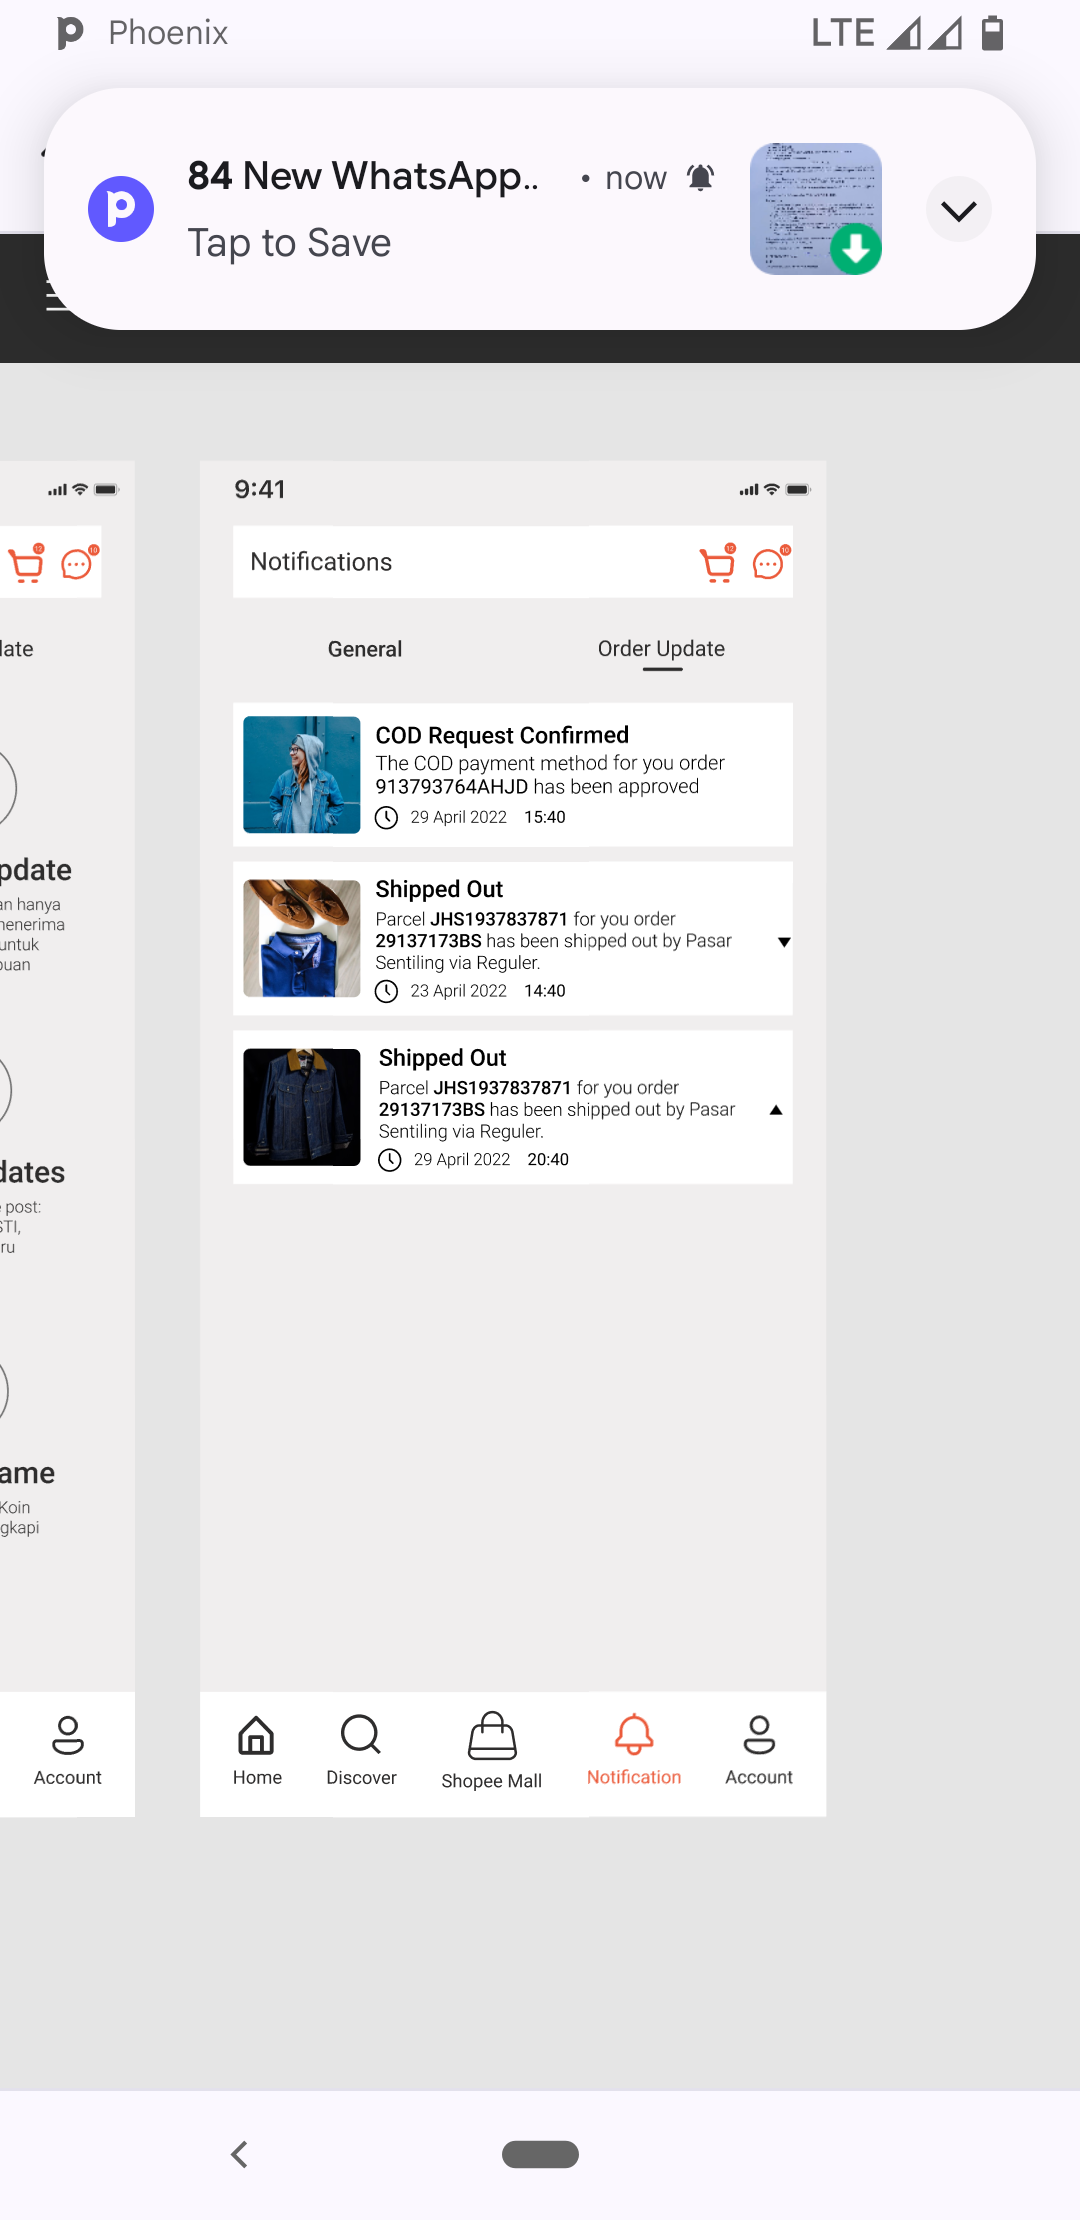 Phoenix
LTE
84 New WhatsApp.. • now
Tap to Save
9:41
12
10
12
10
Notifications
late
General
Order Update
COD Request Confirmed
The COD payment method for you order
913793764AHJD has been approved
29 April 2022 15:40
pdate
an hanya
nenerima
untuk
puan
Shipped Out
Parcel JHS1937837871 for you order
29137173BS has been shipped out by Pasar
Sentiling via Reguler.
23 April 2022 14:40
Shipped Out
Parcel JHS1937837871 for you order
29137173BS has been shipped out by Pasar
Sentiling via Reguler.
29 April 2022 20:40
dates
post:
STI,
ru
ame
Koin
gkapi
Account
Home
Discover
Shopee Mall
Notification
Account